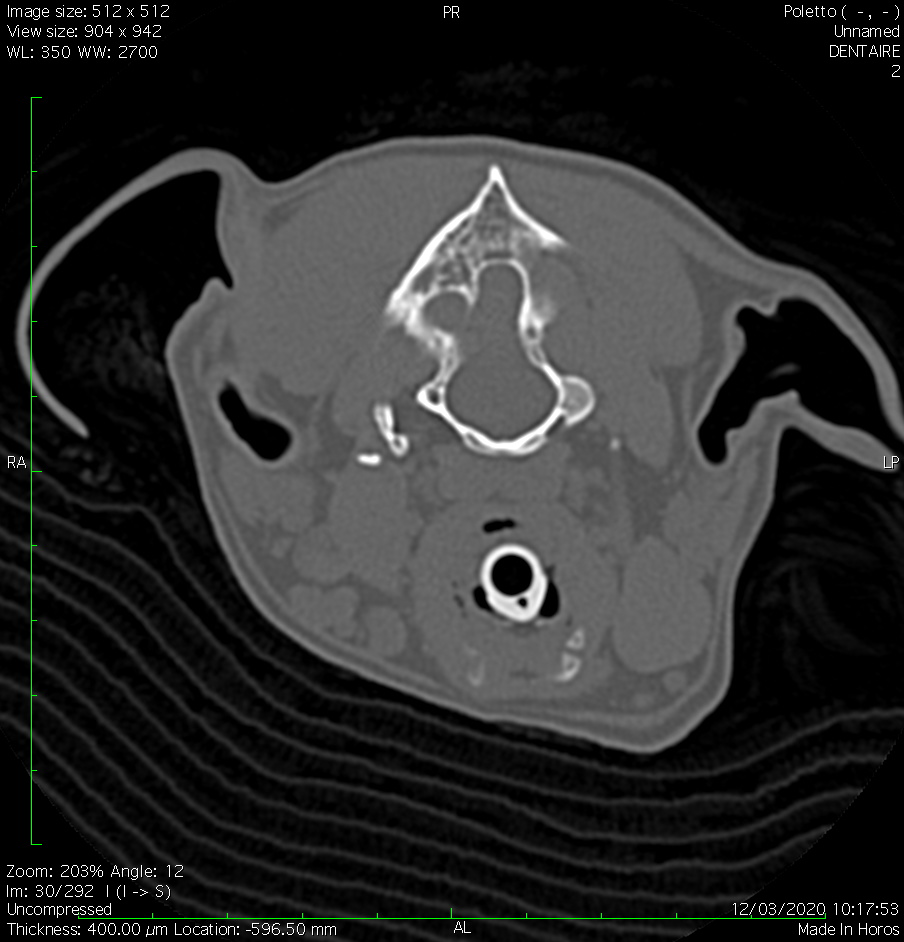 Image size: 512 x 512
View size: 904 x 942
WL: 350 WW: 2700
PR
Poletto ( -, -)
Unnamed
DENTAIRE
2
RA
LP
Zoom: 203% Angle: 12
Im: 30/292 I (I -> S)
Uncompressed
Thickness: 400.00 µm Location: -596.50 mm
AL
12/03/2020 10:17:53
Made In Horos